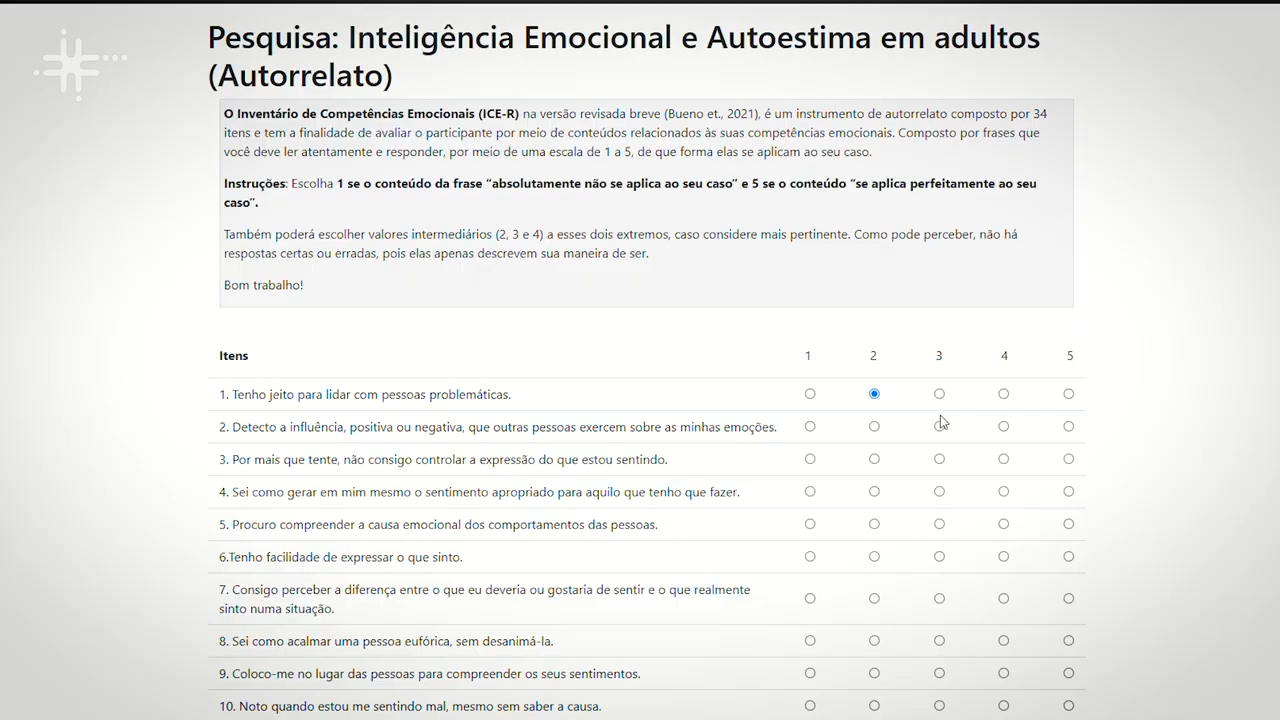 Pesquisa: Inteligência Emocional e Autoestima em adultos
(Autorrelato)
O Inventário de Competências Emocionais (ICE-R) na versão revisada breve (Bueno et., 2021), é um instrumento de autorrelato composto por 34
itens e tem a finalidade de avaliar o participante por meio de conteúdos relacionados às suas competências emocionais. Composto por frases que
você deve ler atentamente e responder, por meio de uma escala de 1 a 5, de que forma elas se aplicam ao seu caso.
Instruções: Escolha 1 se o conteúdo da frase “absolutamente não se aplica ao seu caso” e 5 se o conteúdo “se aplica perfeitamente ao seu
caso”.
Também poderá escolher valores intermediários (2, 3 e 4) a esses dois extremos, caso considere mais pertinente. Como pode perceber, não há
respostas certas ou erradas, pois elas apenas descrevem sua maneira de ser.
Bom trabalho!
Itens 1 2 3 4 5
1. Tenho jeito para lidar com pessoas problemáticas.
2. Detecto a influência, positiva ou negativa, que outras pessoas exercem sobre as minhas emoções.
3. Por mais que tente, não consigo controlar a expressão do que estou sentindo.
4. Sei como gerar em mim mesmo o sentimento apropriado para aquilo que tenho que fazer.
5. Procuro compreender a causa emocional dos comportamentos das pessoas.
6.Tenho facilidade de expressar o que sinto.
7. Consigo perceber a diferença entre o que eu deveria ou gostaria de sentir e o que realmente
sinto numa situação.
8. Sei como acalmar uma pessoa eufórica, sem desanimá-la.
9. Coloco-me no lugar das pessoas para compreender os seus sentimentos.
10. Noto quando estou me sentindo mal, mesmo sem saber a causa.